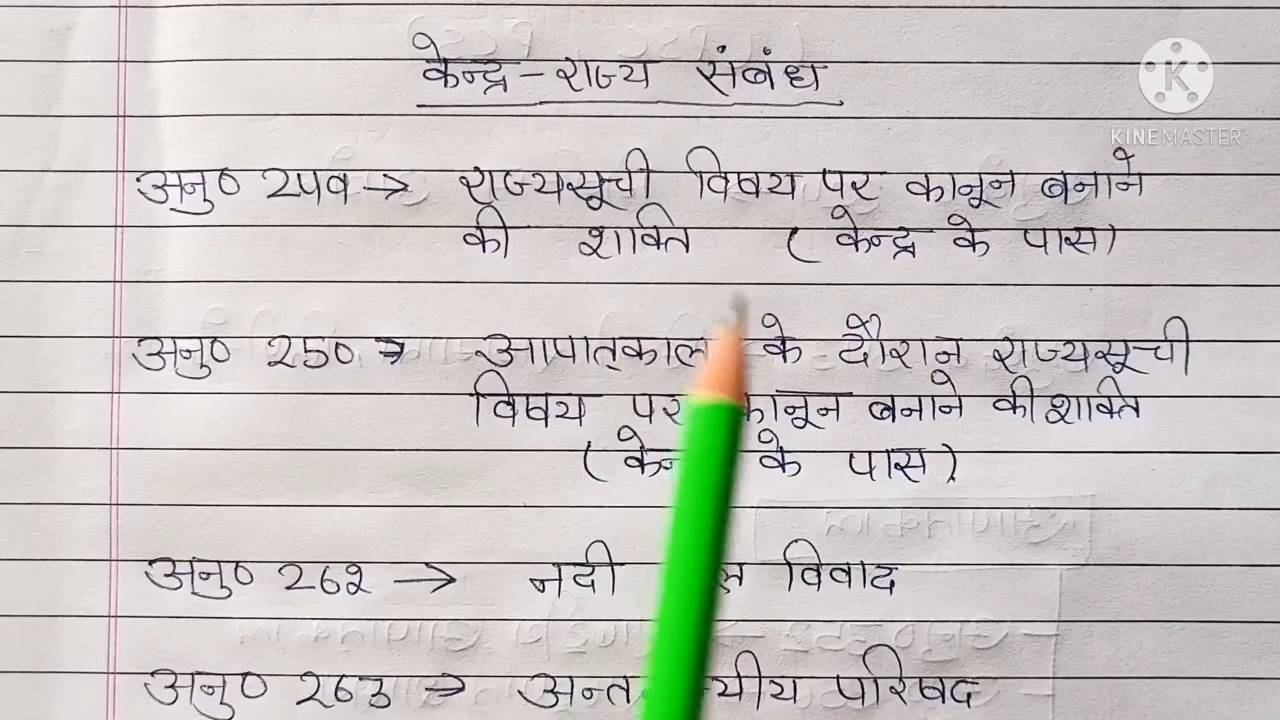 केन्द्र - राज्य संबंध
K
KINEMASTER
अनु० 249 → राज्यसूची विषय पर कानून बनाने
की शक्ति (केन्द्र के पास)
अनु० 250 → आपात्काल के दौरान राज्यसूची
विषय पर कानून बनाने की शक्ति
( के पास)
अनु० 262 → नदी विवाद
अनु० 263 → परिषद